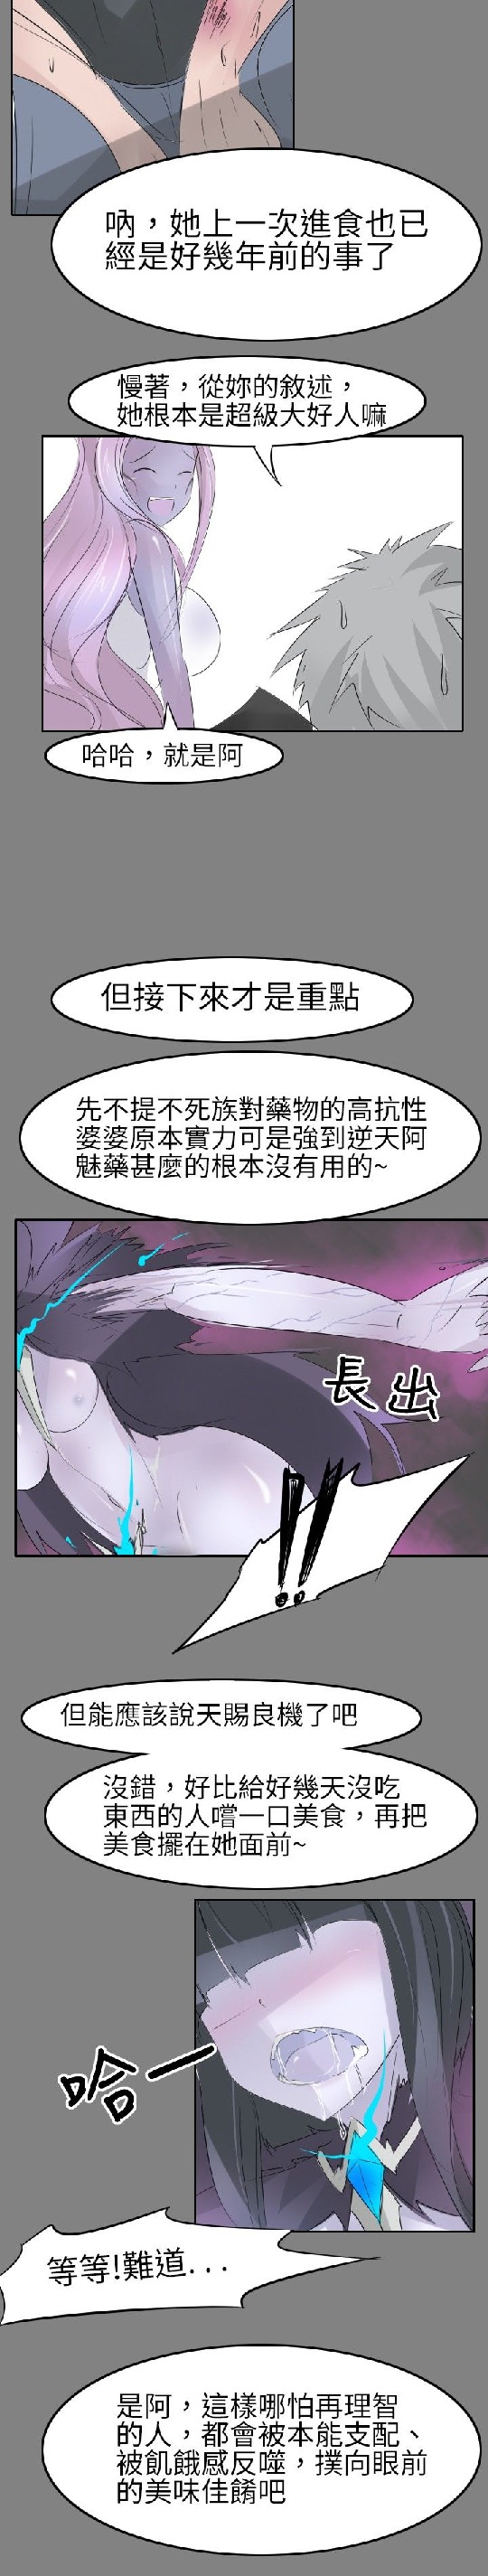 吶，她上一次進食也已
經是好幾年前的事了
慢著，從妳的敘述，
她根本是超級大好人嘛
哈哈，就是阿
但接下來才是重點
先不提不死族對藥物的高抗性
婆婆原本實力可是強到逆天阿
魅藥甚麼的根本沒有用的~
長出
!!
但能應該說天賜良機了吧
沒錯，好比給好幾天沒吃
東西的人嚐一口美食，再把
美食擺在她面前~
哈一
等等!難道...
是阿，這樣哪怕再理智
的人，都會被本能支配、
被飢餓感反噬，撲向眼前
的美味佳餚吧